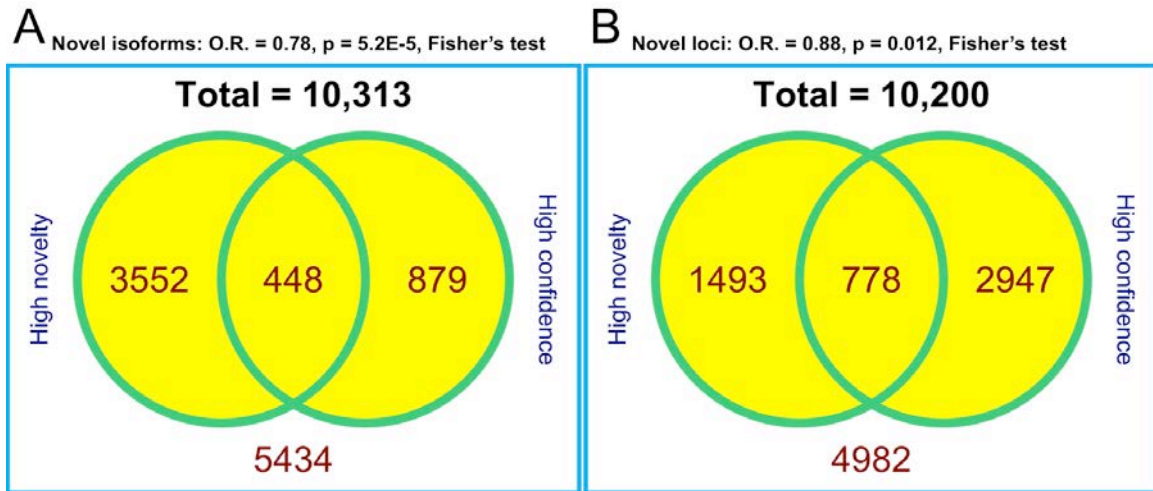 A Novel isoforms: O.R. = 0.78, p = 5.2E-5, Fisher's test
Total = 10,313
High novelty
3552
448
879
High confidence
5434
B Novel loci: O.R. = 0.88, p = 0.012, Fisher's test
Total = 10,200
High novelty
1493
778
2947
High confidence
4982